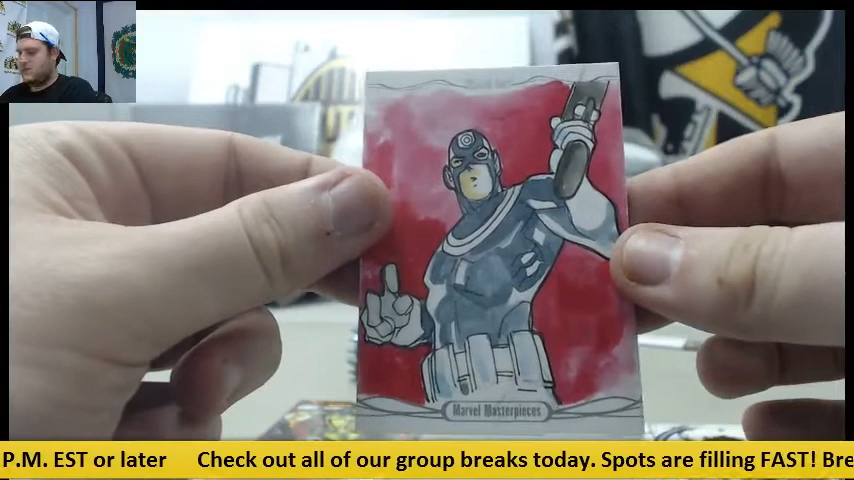 Marvel Masterpieces
P.M. EST or later Check out all of our group breaks today. Spots are filling FAST! Bre